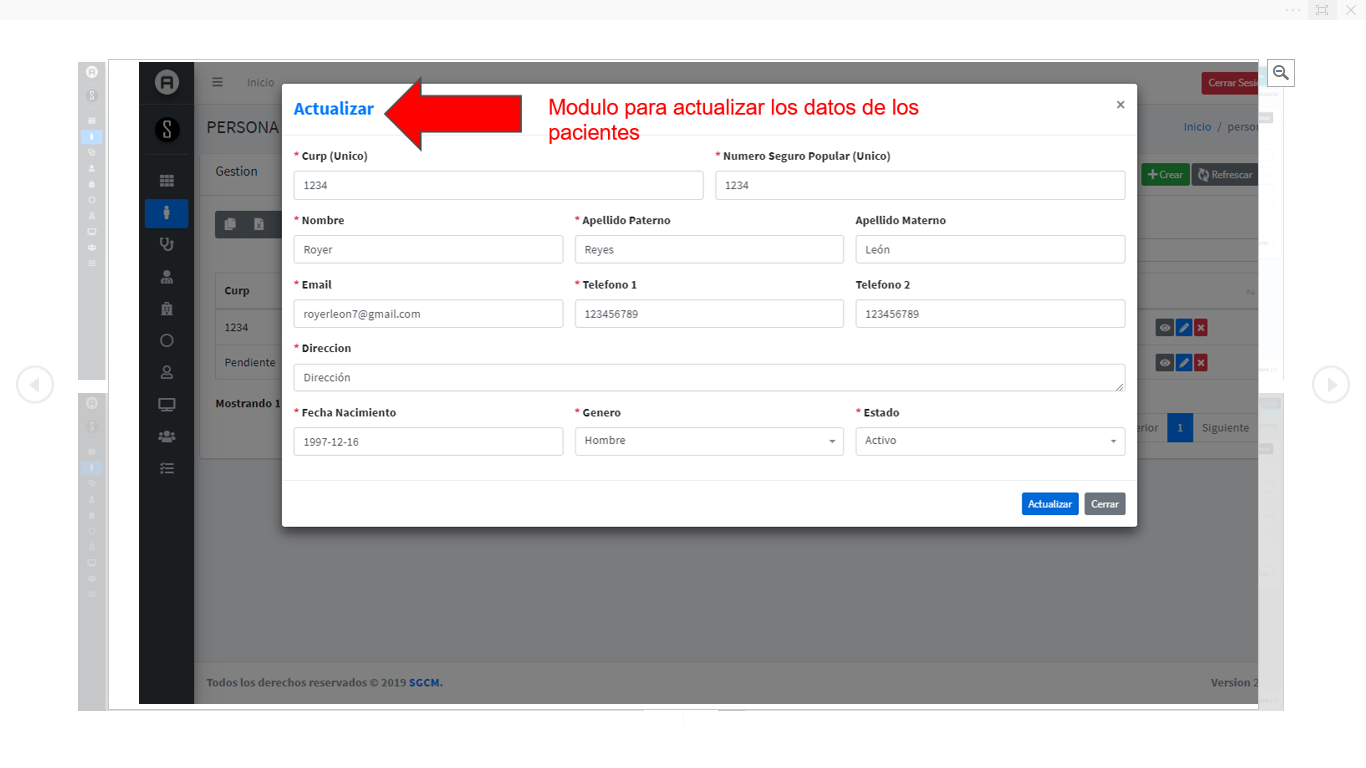 Inicio
Cerrar Sesi
Actualizar
×
Modulo para actualizar los datos de los
pacientes
PERSONA
Inicio / perso
* Curp (Unico)
* Numero Seguro Popular (Unico)
Gestion
Crear
Refrescar
1234
1234
* Nombre
* Apellido Paterno
Apellido Materno
Royer
Reyes
León
* Email
* Telefono 1
Telefono 2
Curp
royerleon7@gmail.com
123456789
123456789
1234
* Direccion
Pendiente
Dirección
Mostrando 1
* Fecha Nacimiento
* Genero
* Estado
1997-12-16
Hombre
Activo
erior
1
Siguiente
Actualizar
Cerrar
Todos los derechos reservados © 2019 SGCM.
Version 2